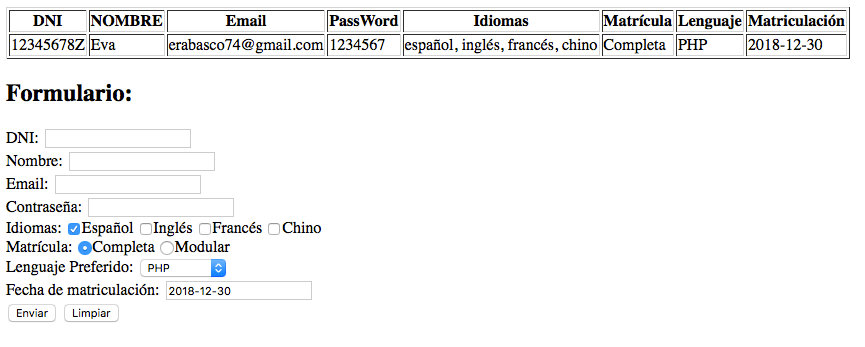 DNI NOMBRE Email PassWord Idiomas Matrícula Lenguaje Matriculación
12345678Z Eva erabasco74@gmail.com 1234567 español, inglés, francés, chino Completa PHP 2018-12-30
Formulario:
DNI:
Nombre:
Email:
Contraseña:
Idiomas: Español Inglés Francés Chino
Matrícula: Completa Modular
Lenguaje Preferido: PHP
Fecha de matriculación: 2018-12-30
Enviar Limpiar